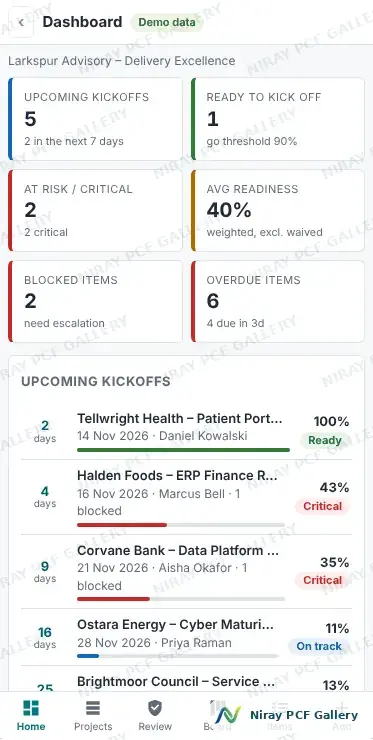 ‹ Dashboard Demo data
Larkspur Advisory – Delivery Excellence
UPCOMING KICKOFFS
5
2 in the next 7 days
READY TO KICK OFF
1
go threshold 90%
AT RISK / CRITICAL
2
2 critical
AVG READINESS
40%
weighted, excl. waived
BLOCKED ITEMS
2
need escalation
OVERDUE ITEMS
6
4 due in 3d
UPCOMING KICKOFFS
2 days
Tellwright Health – Patient Port...
14 Nov 2026 · Daniel Kowalski
100%
Ready
4 days
Halden Foods – ERP Finance R...
16 Nov 2026 · Marcus Bell · 1
blocked
43%
Critical
9 days
Corvane Bank – Data Platform ...
21 Nov 2026 · Aisha Okafor · 1
blocked
35%
Critical
16 days
Ostara Energy – Cyber Maturi...
28 Nov 2026 · Priya Raman
11%
On track
25
Brightmoor Council – Service ...
13%
Home Projects Review
Niray PCF Gallery
NIRAY PCF GALLERY